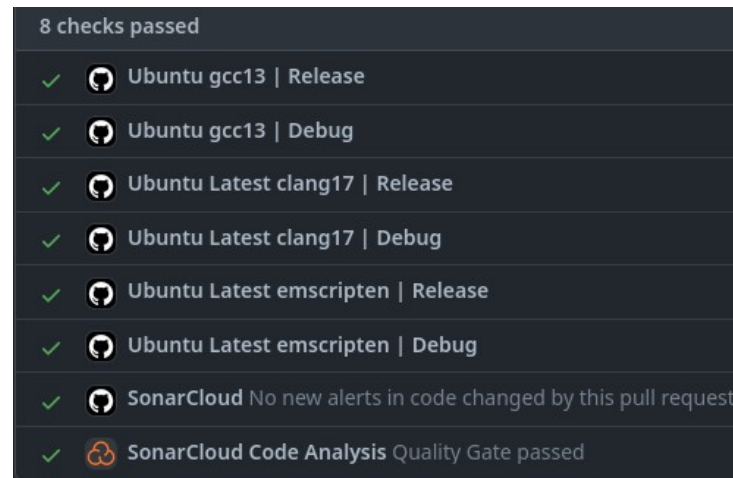 8 checks passed
Ubuntu gcc13 | Release
Ubuntu gcc13 | Debug
Ubuntu Latest clang17 | Release
Ubuntu Latest clang17 | Debug
Ubuntu Latest emscripten | Release
Ubuntu Latest emscripten | Debug
SonarCloud No new alerts in code changed by this pull request
SonarCloud Code Analysis Quality Gate passed